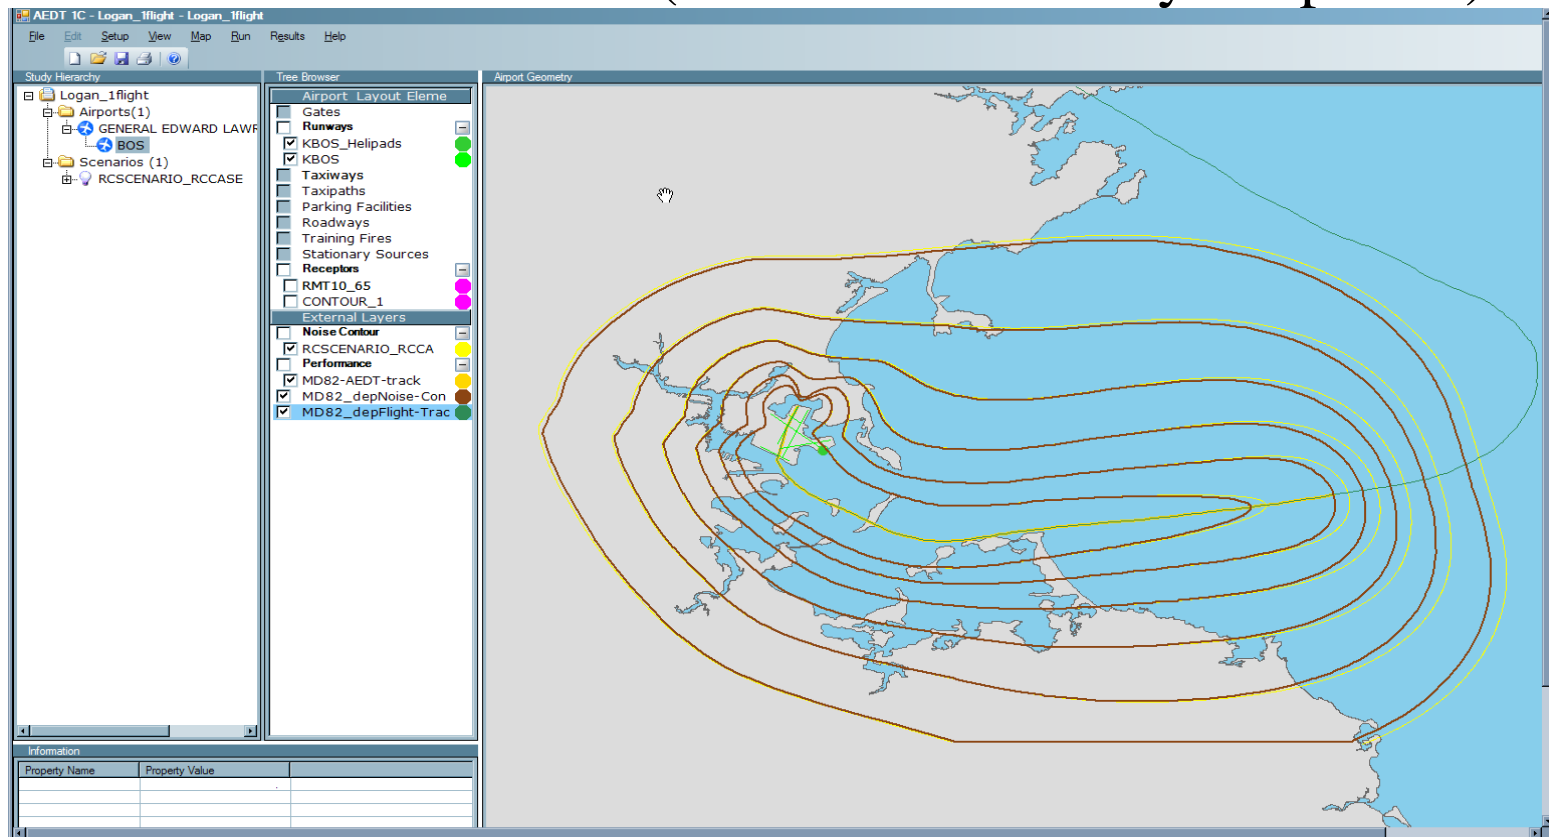 AEDT 1C - Logan_1flight - Logan_1flight
File Edit Setup View Map Run Results Help
Study Hierarchy
Logan_1flight
Airports(1)
GENERAL EDWARD LAWR
BOS
Scenarios (1)
RCSCENARIO_RCCASE
Tree Browser
Airport Layout Eleme
Gates
Runways
KBOS_Helipads
KBOS
Taxiways
Taxipaths
Parking Facilities
Roadways
Training Fires
Stationary Sources
Receptors
RMT10_65
CONTOUR_1
External Layers
Noise Contour
RCSCENARIO_RCCA
Performance
MD82-AEDT-track
MD82_depNoise-Con
MD82_depFlight-Trac
Airport Geometry
Information
Property Name Property Value